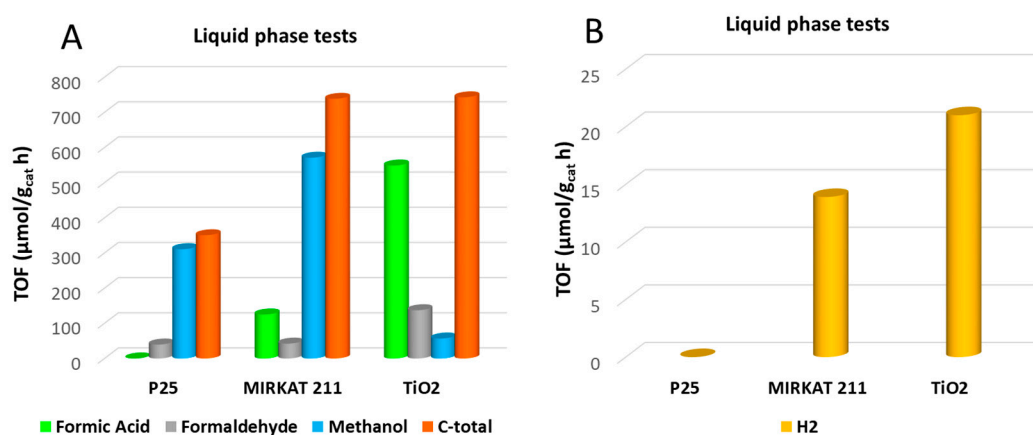 A
Liquid phase tests
TOF (µmol/g_cat h)
800
700
600
500
400
300
200
100
0
P25 MIRKAT 211 TiO2
Formic Acid Formaldehyde Methanol C-total
B
Liquid phase tests
TOF (µmol/g_cat h)
25
20
15
10
5
0
P25 MIRKAT 211 TiO2
H2